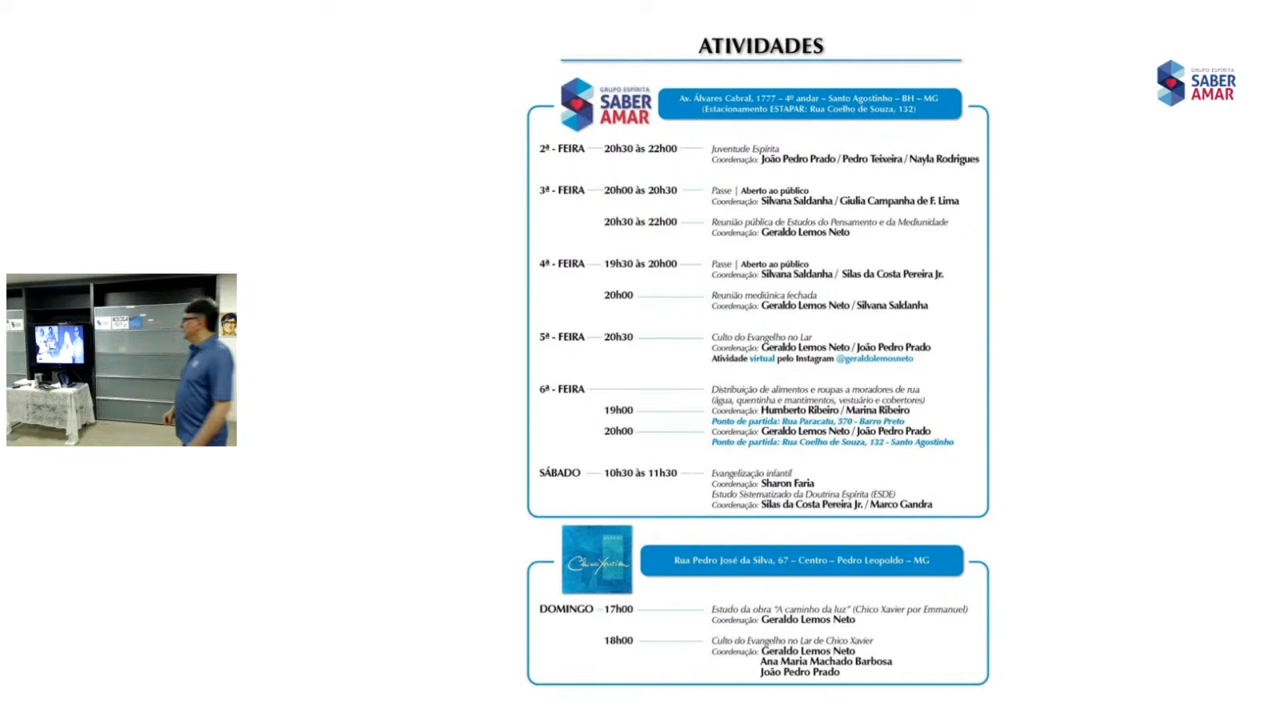 ATIVIDADES
GRUPO ESPÍRITA
SABER
AMAR
GRUPO ESPÍRITA
SABER
AMAR
Av. Álvares Cabral, 1777 – 4º andar – Santo Agostinho – BH – MG
(Estacionamento ESTAPAR: Rua Coelho de Souza, 132)
2ª - FEIRA 20h30 às 22h00 Juventude Espírita
Coordenação: João Pedro Prado / Pedro Teixeira / Nayla Rodrigues
3ª - FEIRA 20h00 às 20h30 Passe | Aberto ao público
Coordenação: Silvana Saldanha / Giulia Campanha de F. Lima
20h30 às 22h00 Reunião pública de Estudos do Pensamento e da Mediunidade
Coordenação: Geraldo Lemos Neto
4ª - FEIRA 19h30 às 20h00 Passe | Aberto ao público
Coordenação: Silvana Saldanha / Silas da Costa Pereira Jr.
20h00 Reunião mediúnica fechada
Coordenação: Geraldo Lemos Neto / Silvana Saldanha
5ª - FEIRA 20h30 Culto do Evangelho no Lar
Coordenação: Geraldo Lemos Neto / João Pedro Prado
Atividade virtual pelo Instagram @geraldolemosneto
6ª - FEIRA Distribuição de alimentos e roupas a moradores de rua
(água, quentinha e mantimentos, vestuário e cobertores)
19h00 Coordenação: Humberto Ribeiro / Marina Ribeiro
Ponto de partida: Rua Paracatu, 570 - Barro Preto
20h00 Coordenação: Geraldo Lemos Neto / João Pedro Prado
Ponto de partida: Rua Coelho de Souza, 132 - Santo Agostinho
SÁBADO 10h30 às 11h30 Evangelização infantil
Coordenação: Sharon Faria
Estudo Sistematizado da Doutrina Espírita (ESDE)
Coordenação: Silas da Costa Pereira Jr. / Marco Gandra
Chico Xavier
Rua Pedro José da Silva, 67 – Centro – Pedro Leopoldo – MG
DOMINGO 17h00 Estudo da obra “A caminho da luz” (Chico Xavier por Emmanuel)
Coordenação: Geraldo Lemos Neto
18h00 Culto do Evangelho no Lar de Chico Xavier
Coordenação: Geraldo Lemos Neto
Ana Maria Machado Barbosa
João Pedro Prado